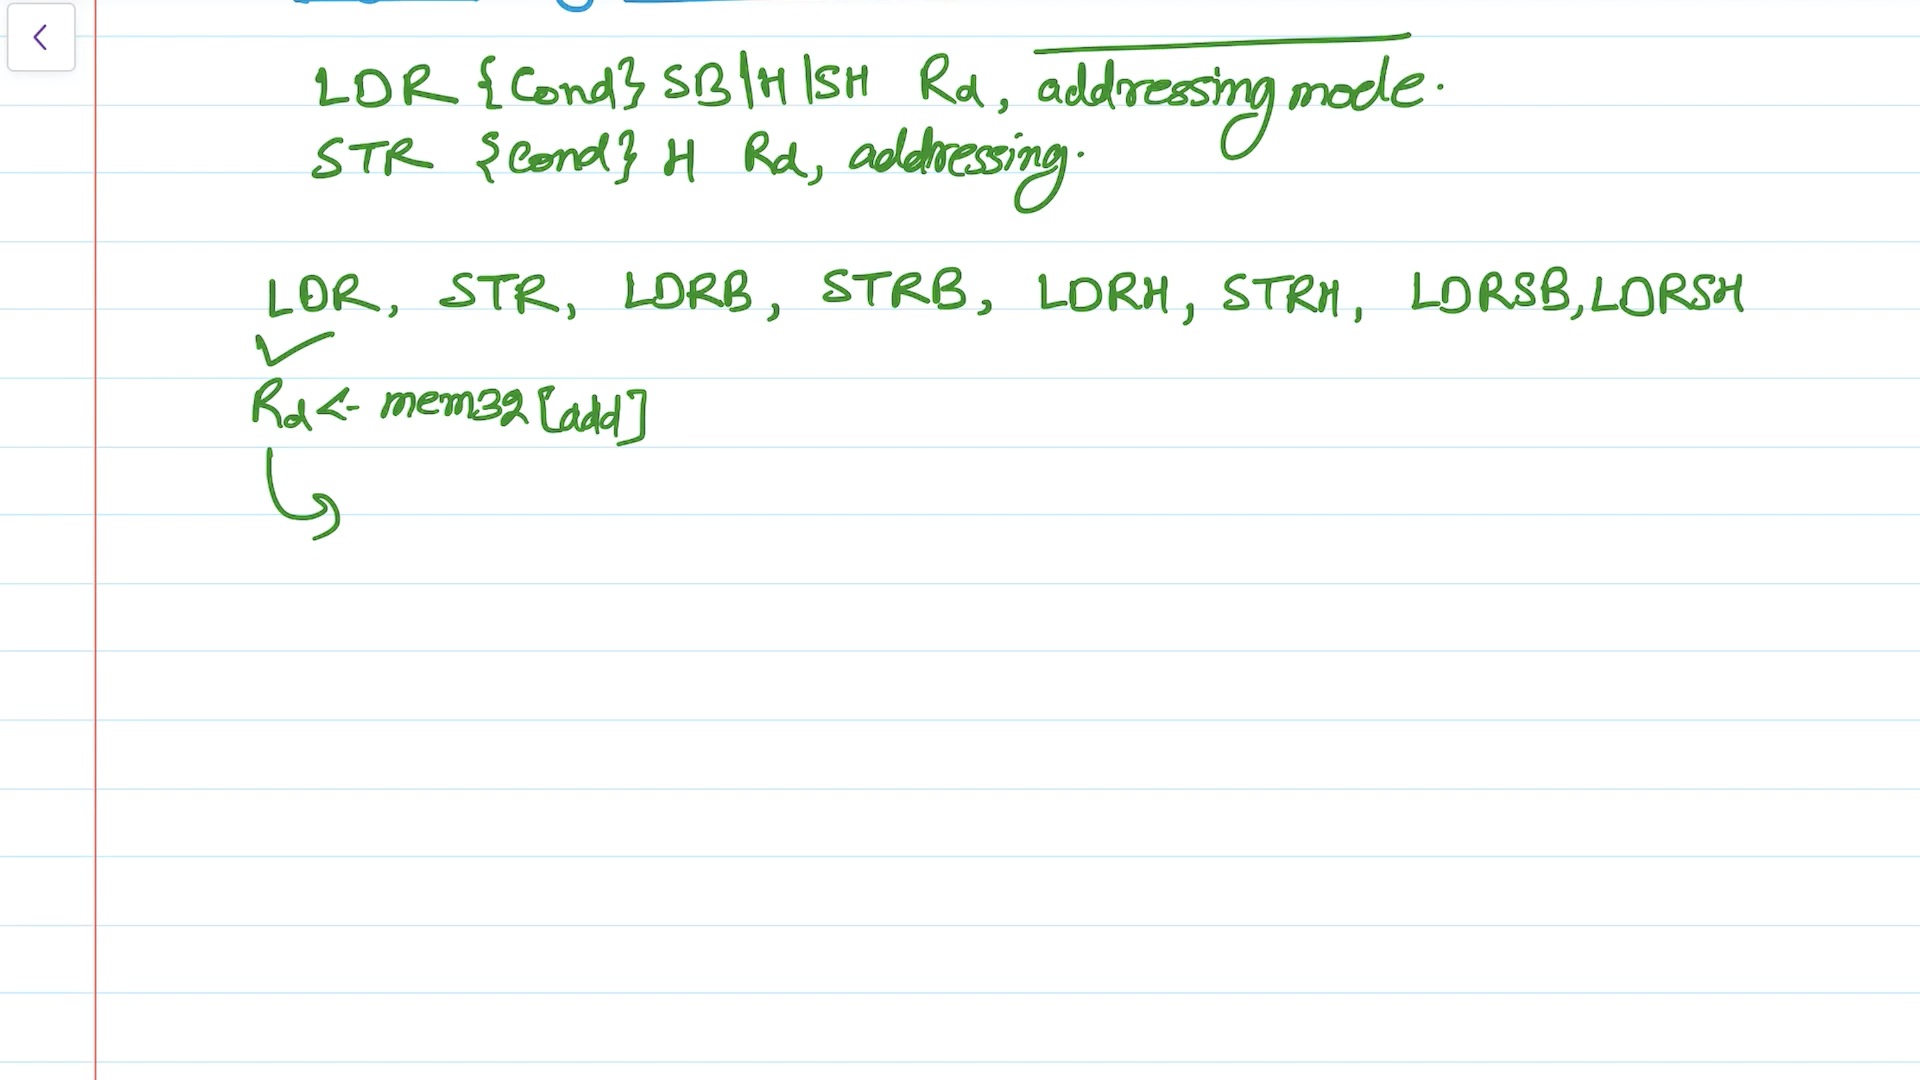 LDR {Cond} SB|H|SH Rd, addressing mode.
STR {Cond} H Rd, addressing.
LDR, STR, LDRB, STRB, LDRH, STRH, LDRSB, LDRSH
Rd <- mem32 [add]